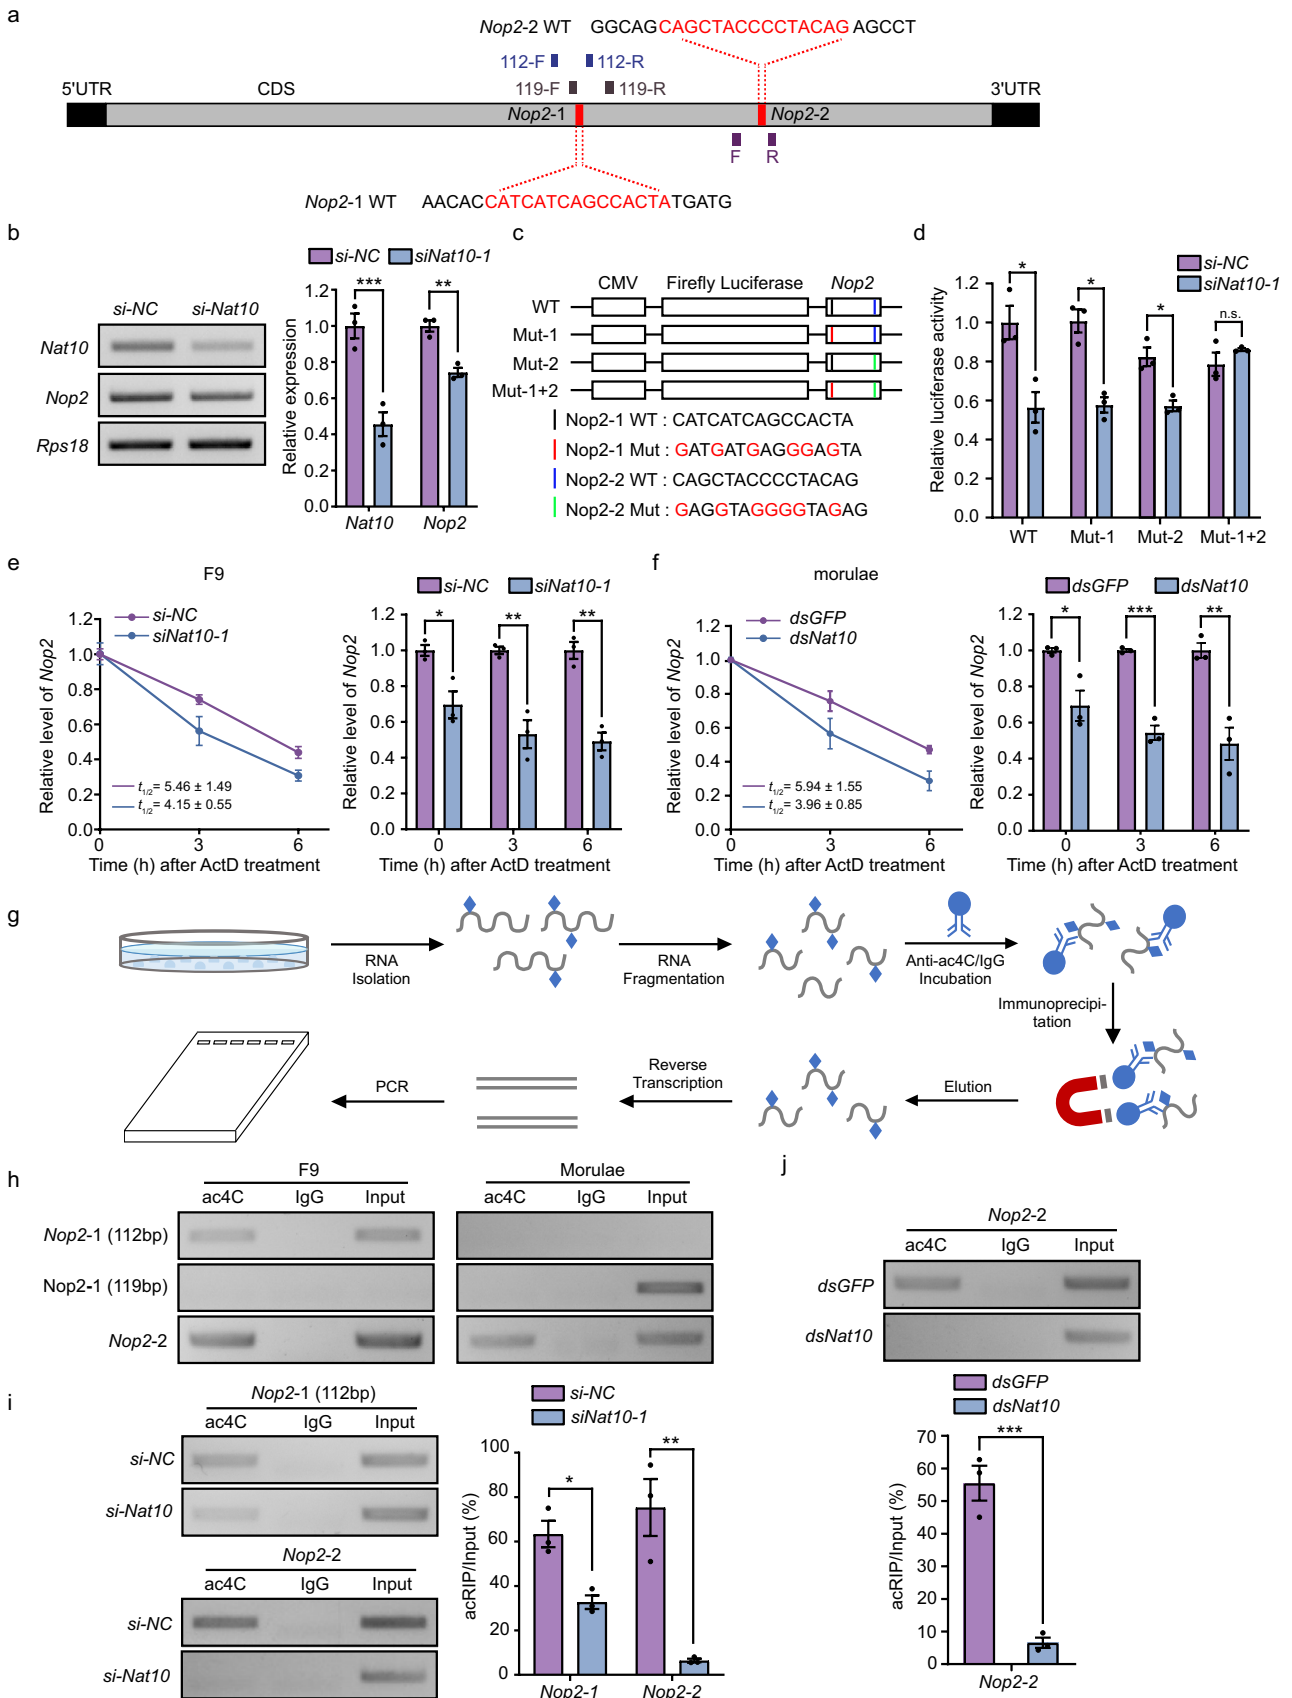 a
Nop2-2 WT GGCAGCAGCTACCCCTACAGAGCCT
112-F 112-R
119-F 119-R
5'UTR CDS 3'UTR
Nop2-1 Nop2-2
F R
Nop2-1 WT AACACCATCATCAGCCACTATGATG
b
si-NC si-Nat10
Nat10
Nop2
Rps18
si-NC siNat10-1
Relative expression
1.2
1.0
0.8
0.6
0.4
0.2
0.0
*** **
Nat10 Nop2
c
CMV Firefly Luciferase Nop2
WT
Mut-1
Mut-2
Mut-1+2
Nop2-1 WT : CATCATCAGCCACTA
Nop2-1 Mut : GATGATGAGGGAGTA
Nop2-2 WT : CAGCTACCCCTACAG
Nop2-2 Mut : GAGGTAGGGGTAGAG
d
si-NC
siNat10-1
Relative luciferase activity
1.2
1.0
0.8
0.6
0.4
0.2
0.0
* * * n.s.
WT Mut-1 Mut-2 Mut-1+2
e
F9
Relative level of Nop2
1.2
1.0
0.8
0.6
0.4
0.2
0.0
si-NC
siNat10-1
t1/2= 5.46 ± 1.49
t1/2= 4.15 ± 0.55
0 3 6
Time (h) after ActD treatment
si-NC siNat10-1
Relative level of Nop2
1.2
1.0
0.8
0.6
0.4
0.2
0.0
* ** **
0 3 6
Time (h) after ActD treatment
f
morulae
Relative level of Nop2
1.2
1.0
0.8
0.6
0.4
0.2
0.0
dsGFP
dsNat10
t1/2= 5.94 ± 1.55
t1/2= 3.96 ± 0.85
0 3 6
Time (h) after ActD treatment
dsGFP dsNat10
Relative level of Nop2
1.2
1.0
0.8
0.6
0.4
0.2
0.0
* *** **
0 3 6
Time (h) after ActD treatment
g
RNA
Isolation
RNA
Fragmentation
Anti-ac4C/IgG
Incubation
Immunoprecipi-
tation
Elution
Reverse
Transcription
PCR
h
F9
ac4C IgG Input
Morulae
ac4C IgG Input
Nop2-1 (112bp)
Nop2-1 (119bp)
Nop2-2
i
Nop2-1 (112bp)
ac4C IgG Input
si-NC
si-Nat10
Nop2-2
ac4C IgG Input
si-NC
si-Nat10
si-NC
siNat10-1
acRIP/Input (%)
100
80
60
40
20
0
* **
Nop2-1 Nop2-2
j
Nop2-2
ac4C IgG Input
dsGFP
dsNat10
dsGFP
dsNat10
acRIP/Input (%)
70
60
50
40
30
20
10
0
***
Nop2-2